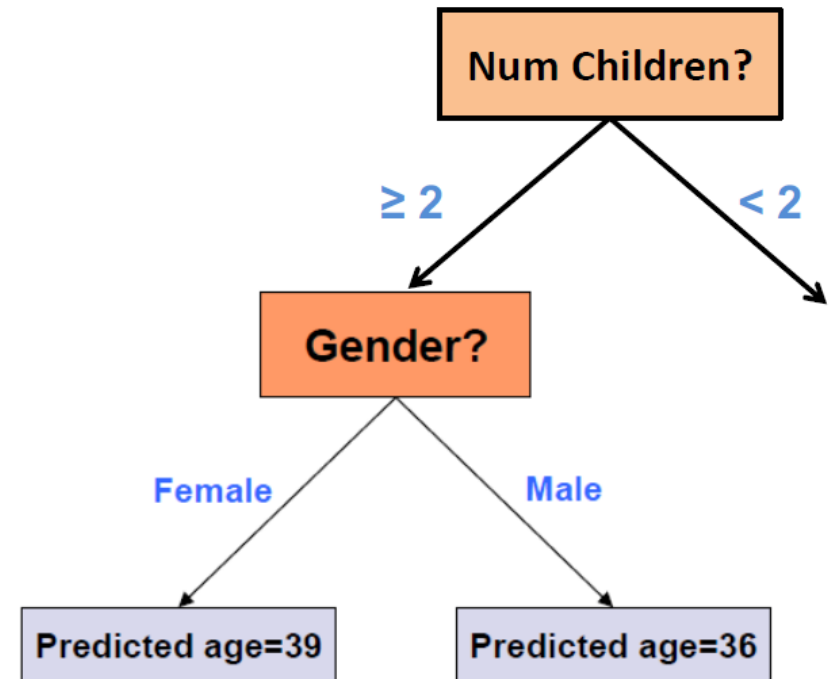 Num Children?
≥ 2
< 2
Gender?
Female
Male
Predicted age=39
Predicted age=36